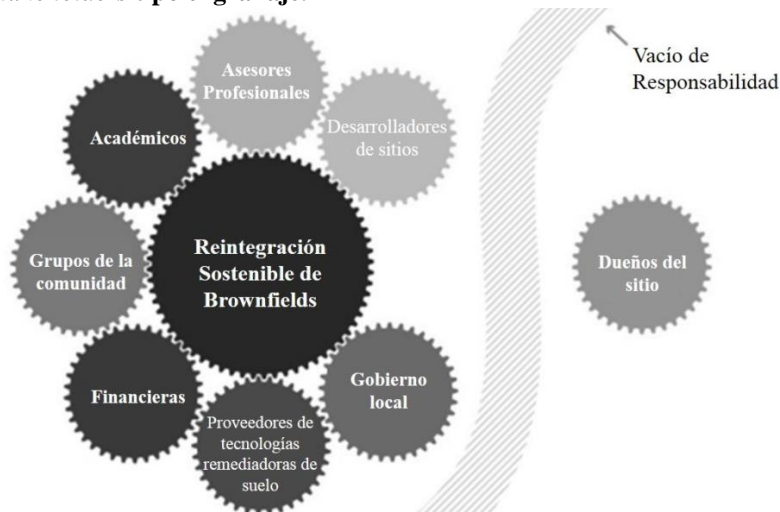 Asesores
Profesionales
Desarrolladores
de sitios
Académicos
Vacío de
Responsabilidad
Grupos de la
comunidad
Reintegración
Sostenible de
Brownfields
Dueños del
sitio
Financieras
Gobierno
local
Proveedores de
tecnologías
remediadoras de
suelo